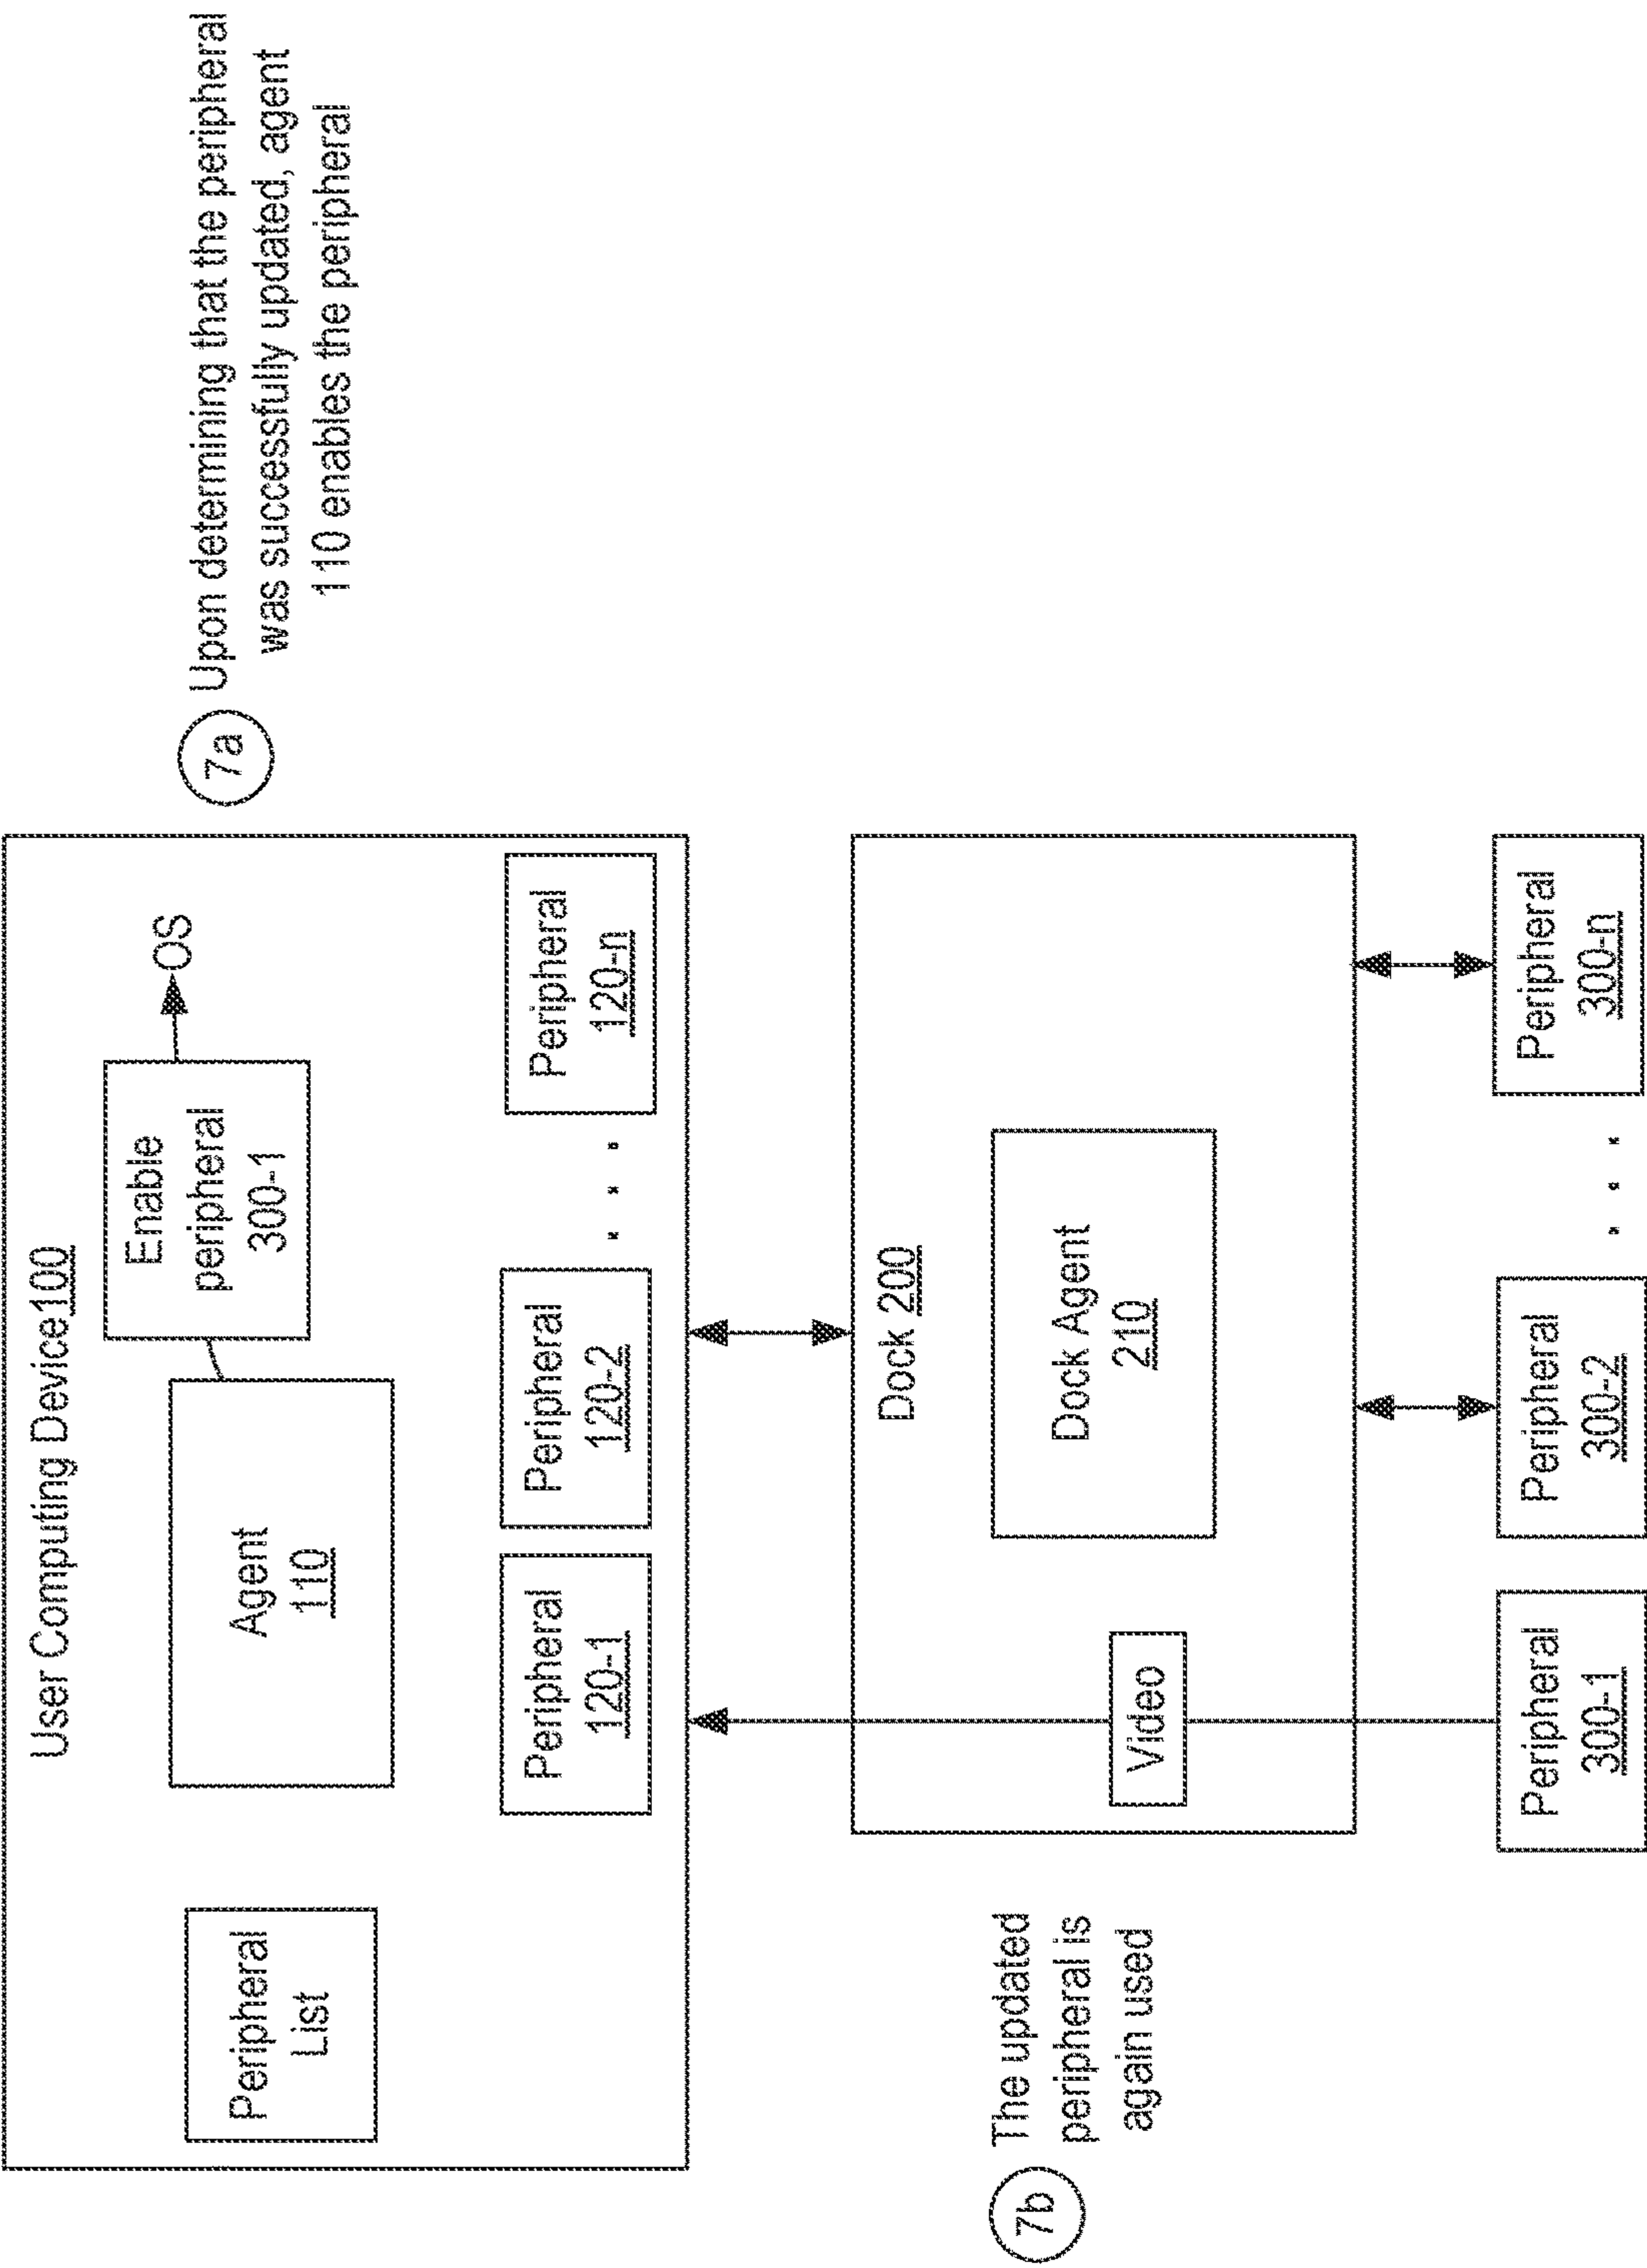 User Computing Device100
Peripheral
List
Agent
110
Enable
peripheral
300-1
OS
7a
Upon determining that the peripheral
was successfully updated, agent
110 enables the peripheral
Peripheral
120-1
Peripheral
120-2
. . .
Peripheral
120-n
7b
The updated
peripheral is
again used
Dock 200
Video
Dock Agent
210
Peripheral
300-1
Peripheral
300-2
. . .
Peripheral
300-n